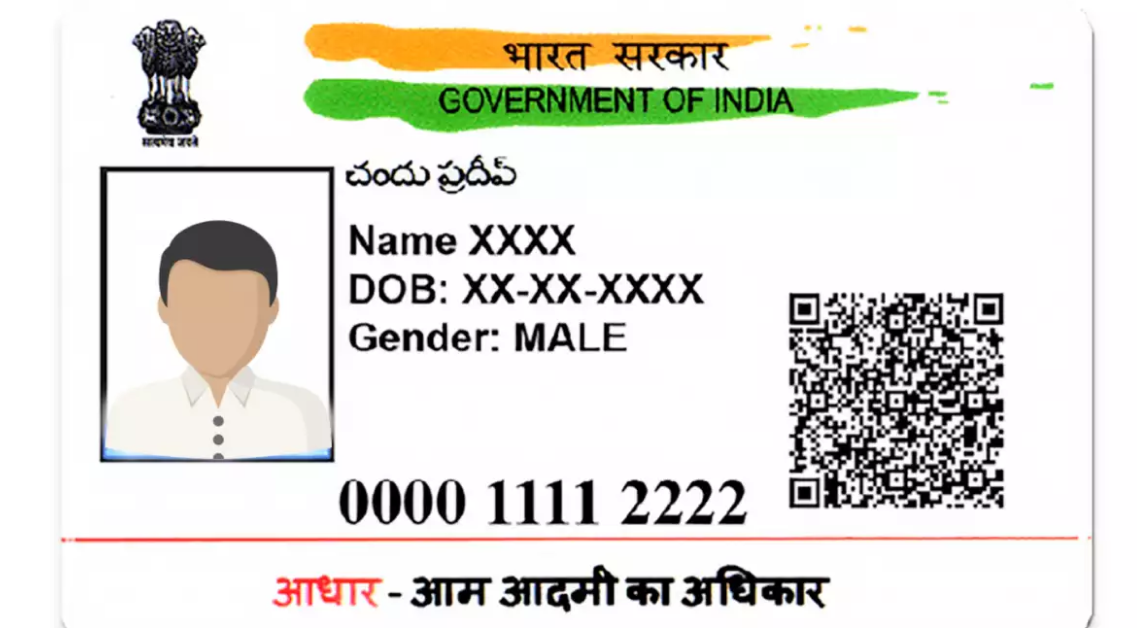 भारत सरकार
GOVERNMENT OF INDIA
सत्यमेव जयते
చందు ప్రదీప్
Name XXXX
DOB: XX-XX-XXXX
Gender: MALE
0000 1111 2222
आधार - आम आदमी का अधिकार